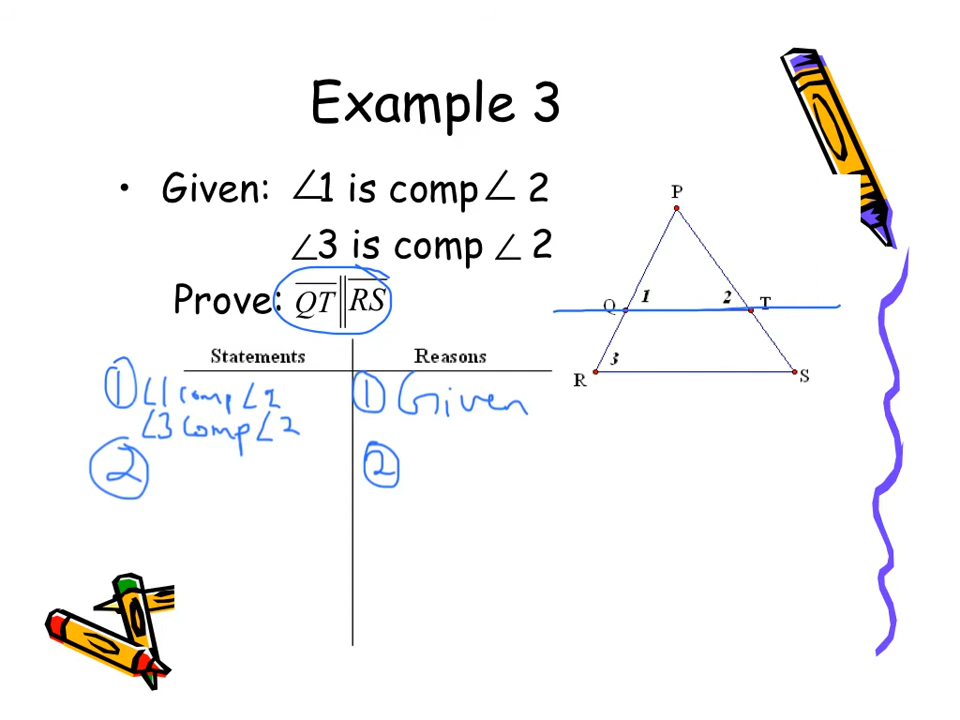 Example 3
• Given: ∠1 is comp ∠ 2
∠3 is comp ∠ 2
Prove: QT || RS
Statements Reasons
① ∠1 comp ∠2 ① Given
∠3 comp ∠2
② ②
P
Q 1 2 T
3
R S